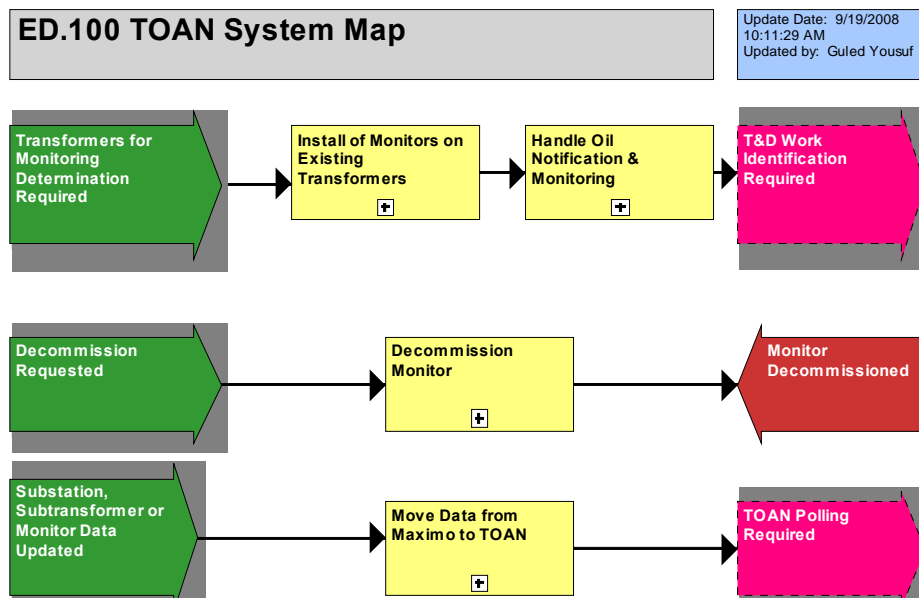 ED.100 TOAN System Map
Update Date: 9/19/2008
10:11:29 AM
Updated by: Guled Yousuf
Transformers for
Monitoring
Determination
Required
Install of Monitors on
Existing
Transformers
Handle Oil
Notification &
Monitoring
T&D Work
Identification
Required
Decommission
Requested
Decommission
Monitor
Monitor
Decommissioned
Substation,
Subtransformer or
Monitor Data
Updated
Move Data from
Maximo to TOAN
TOAN Polling
Required